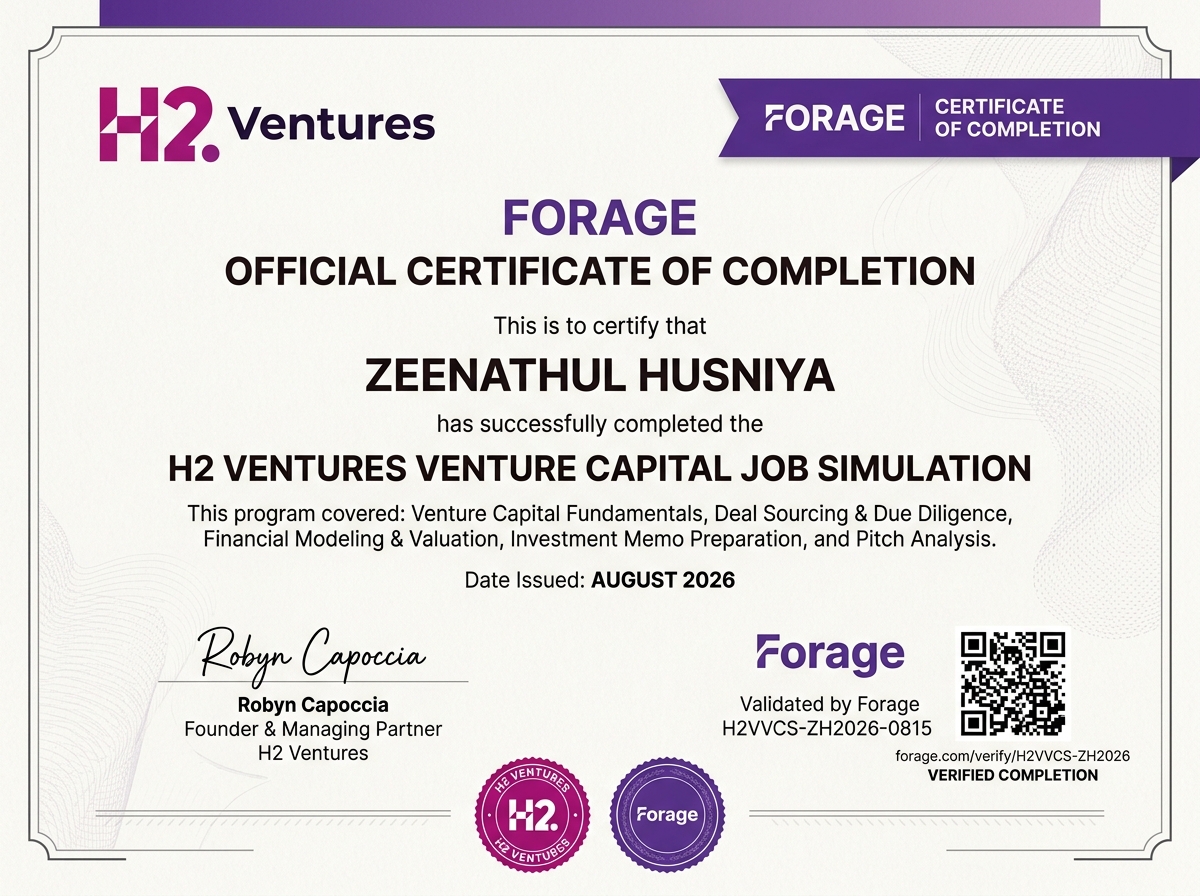 H2. Ventures
FORAGE
CERTIFICATE
OF COMPLETION
FORAGE
OFFICIAL CERTIFICATE OF COMPLETION
This is to certify that
ZEENATHUL HUSNIYA
has successfully completed the
H2 VENTURES VENTURE CAPITAL JOB SIMULATION
This program covered: Venture Capital Fundamentals, Deal Sourcing & Due Diligence,
Financial Modeling & Valuation, Investment Memo Preparation, and Pitch Analysis.
Date Issued: AUGUST 2026
Robyn Capoccia
Robyn Capoccia
Founder & Managing Partner
H2 Ventures
Forage
Validated by Forage
H2VVCS-ZH2026-0815
forage.com/verify/H2VVCS-ZH2026
VERIFIED COMPLETION
H2 VENTURES
H2.
H2 VENTUBES
Forage